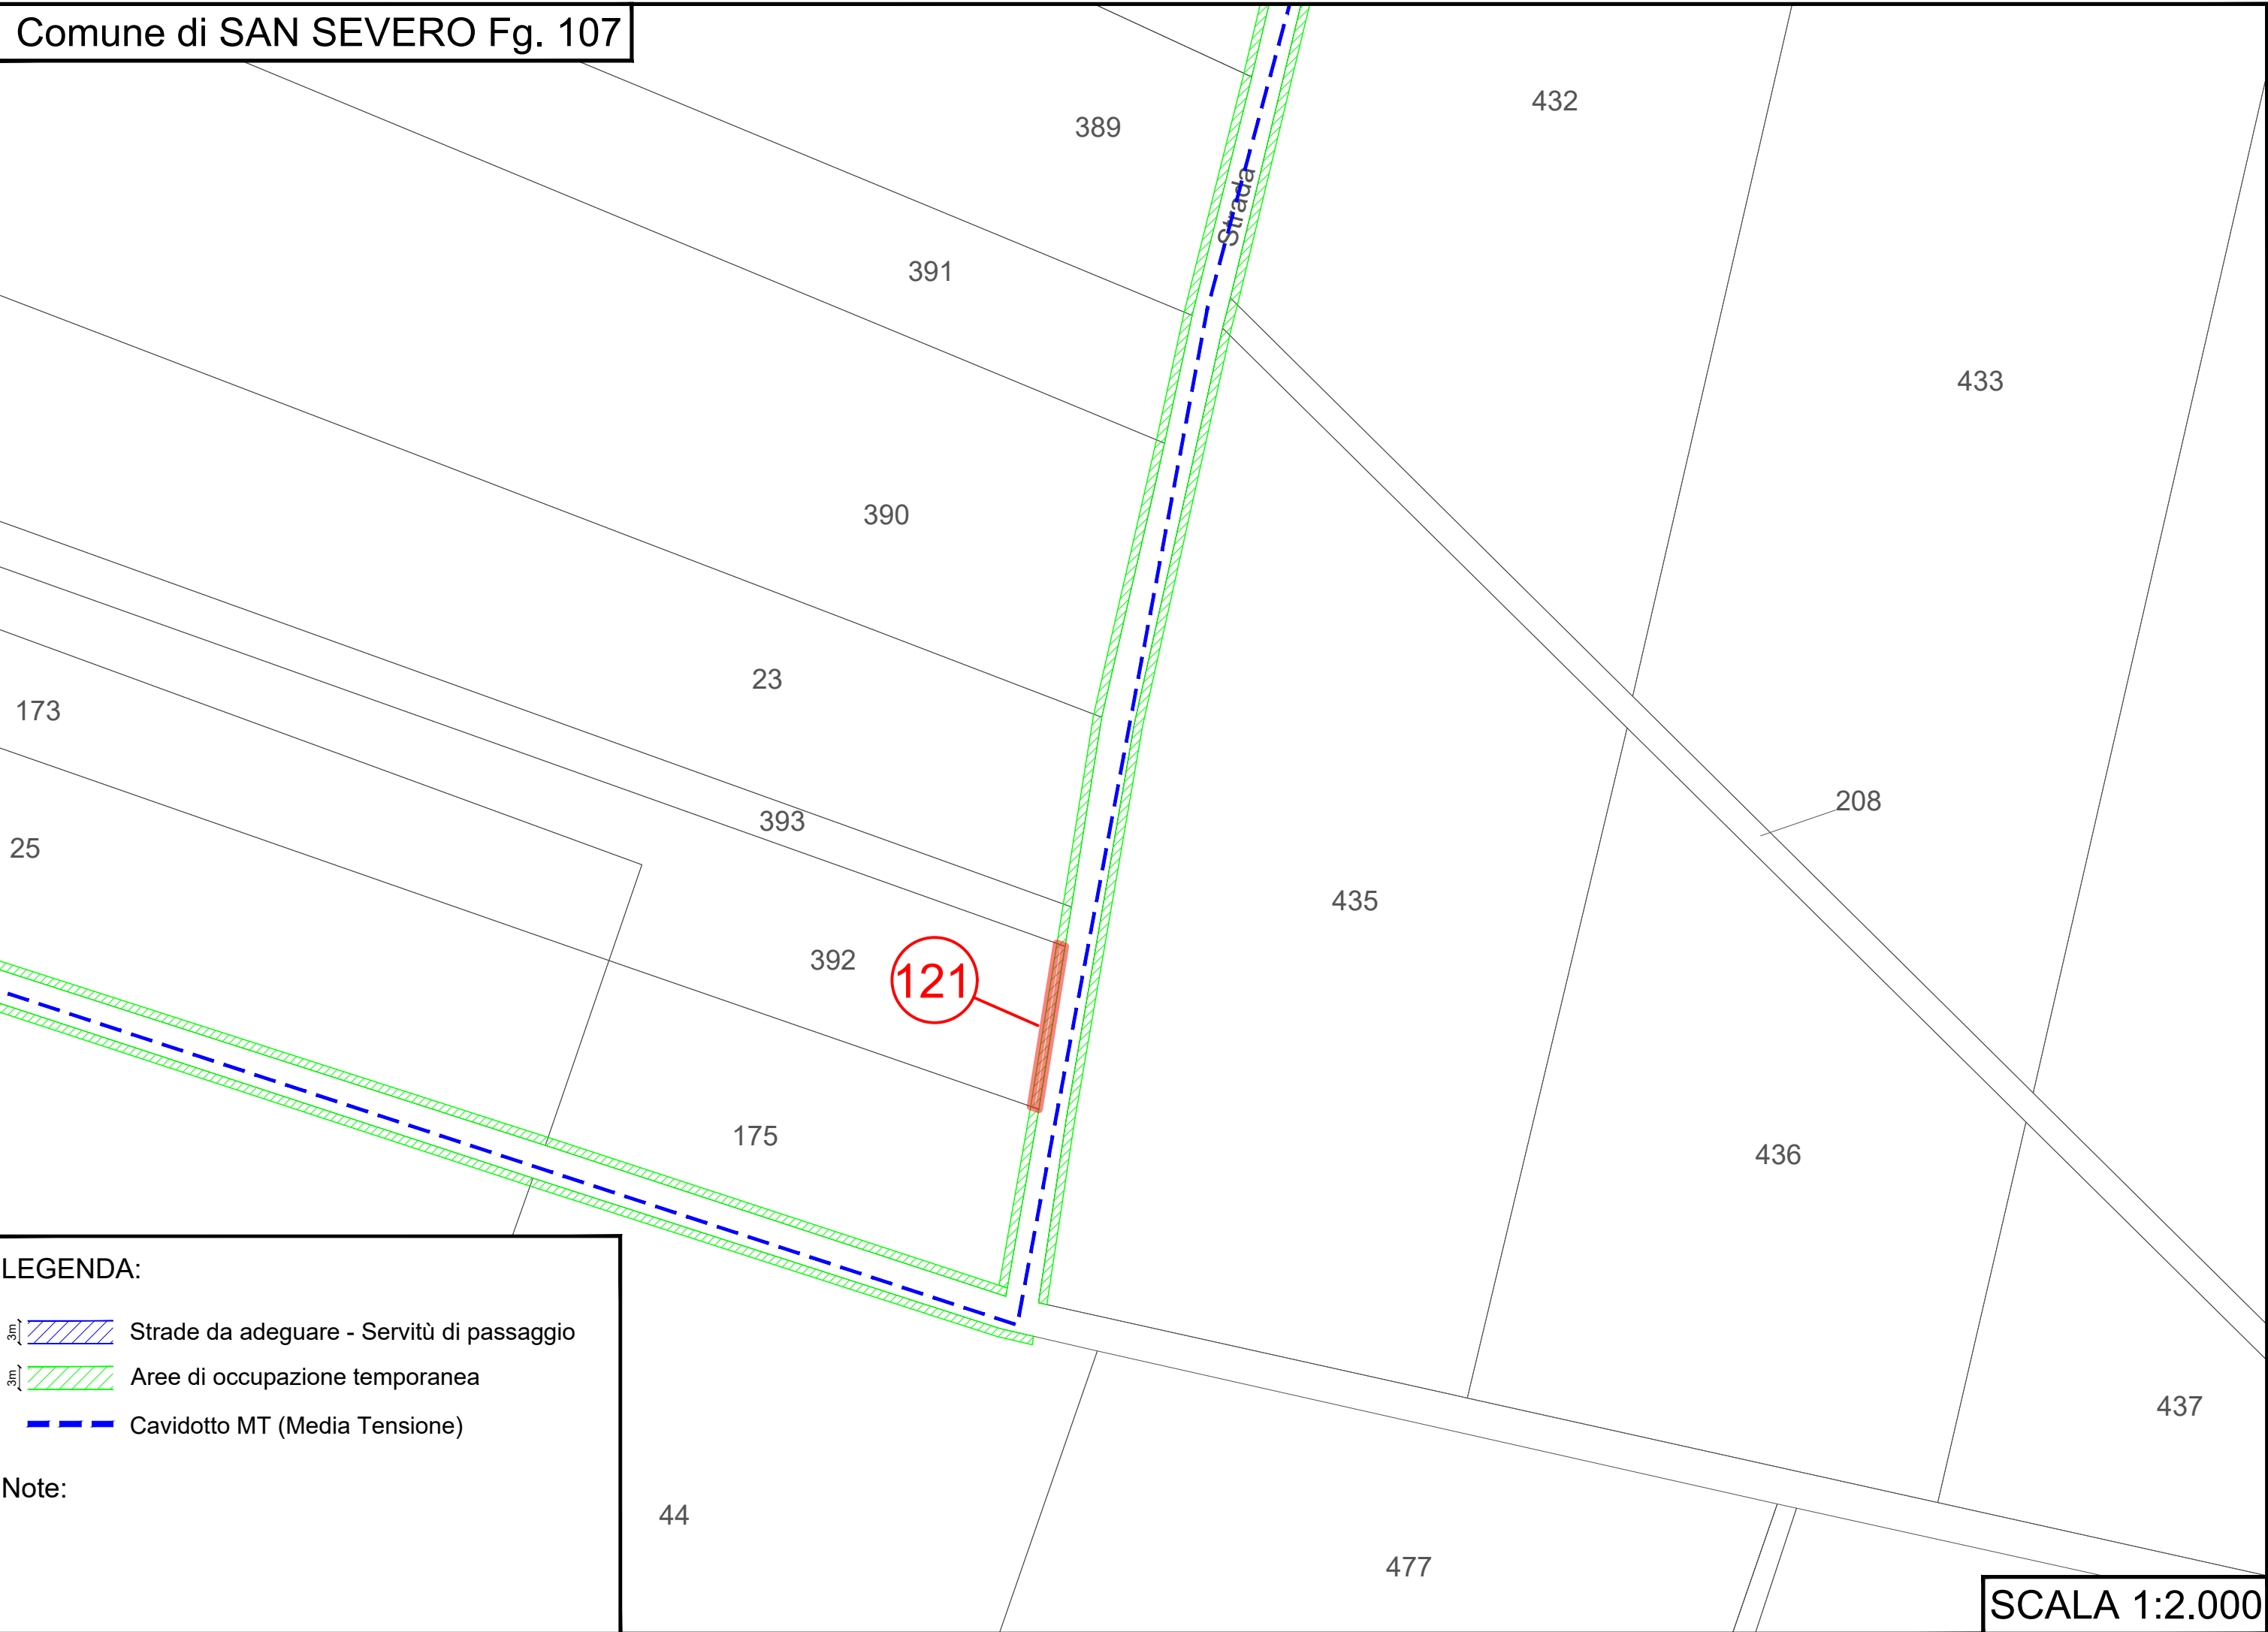 Comune di SAN SEVERO Fg. 107
432
389
Strada
391
433
390
23
173
208
393
25
435
392
121
175
436
LEGENDA:
3m
Strade da adeguare - Servitù di passaggio
3m
Aree di occupazione temporanea
Cavidotto MT (Media Tensione)
Note:
437
44
477
SCALA 1:2.000